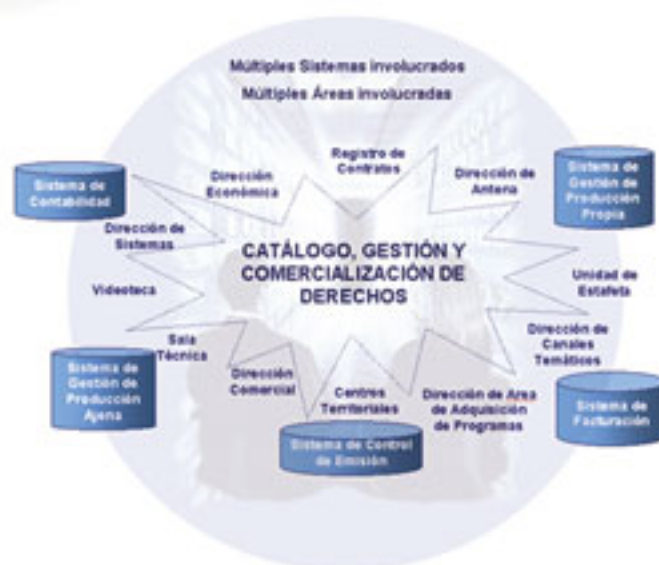 Múltiples Sistemas involucrados
Múltiples Áreas involucradas
Registro de
Contratos
Dirección
Económica
Dirección de
Antena
Sistema de
Contabilidad
Sistema de
Gestión de
Producción
Propia
Dirección de
Sistemas
CATÁLOGO, GESTIÓN Y
COMERCIALIZACIÓN DE
DERECHOS
Videoteca
Unidad de
Estafeta
Sala
Técnica
Dirección de
Canales
Temáticos
Sistema de
Gestión de
Producción
Ajena
Dirección
Comercial
Centros
Territoriales
Dirección de Area
de Adquisición
de Programas
Sistema de
Facturación
Sistema de Control
de Emisión